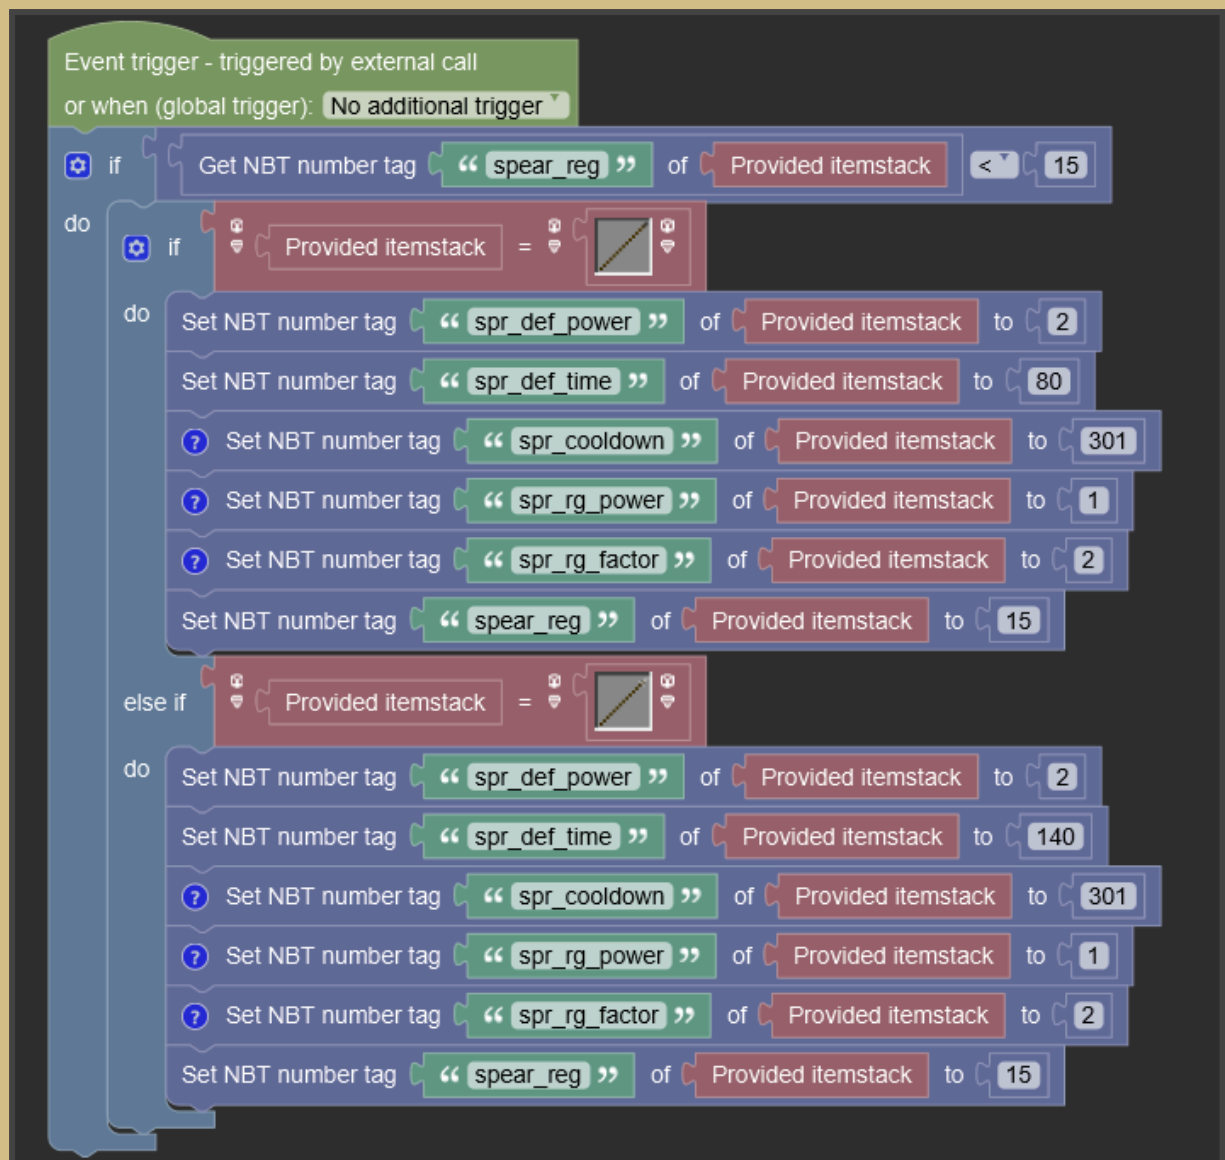 Event trigger - triggered by external call
or when (global trigger): No additional trigger
if Get NBT number tag “ spear_reg ” of Provided itemstack < 15
do
if Provided itemstack =
do Set NBT number tag “ spr_def_power ” of Provided itemstack to 2
Set NBT number tag “ spr_def_time ” of Provided itemstack to 80
? Set NBT number tag “ spr_cooldown ” of Provided itemstack to 301
? Set NBT number tag “ spr_rg_power ” of Provided itemstack to 1
? Set NBT number tag “ spr_rg_factor ” of Provided itemstack to 2
Set NBT number tag “ spear_reg ” of Provided itemstack to 15
else if Provided itemstack =
do Set NBT number tag “ spr_def_power ” of Provided itemstack to 2
Set NBT number tag “ spr_def_time ” of Provided itemstack to 140
? Set NBT number tag “ spr_cooldown ” of Provided itemstack to 301
? Set NBT number tag “ spr_rg_power ” of Provided itemstack to 1
? Set NBT number tag “ spr_rg_factor ” of Provided itemstack to 2
Set NBT number tag “ spear_reg ” of Provided itemstack to 15